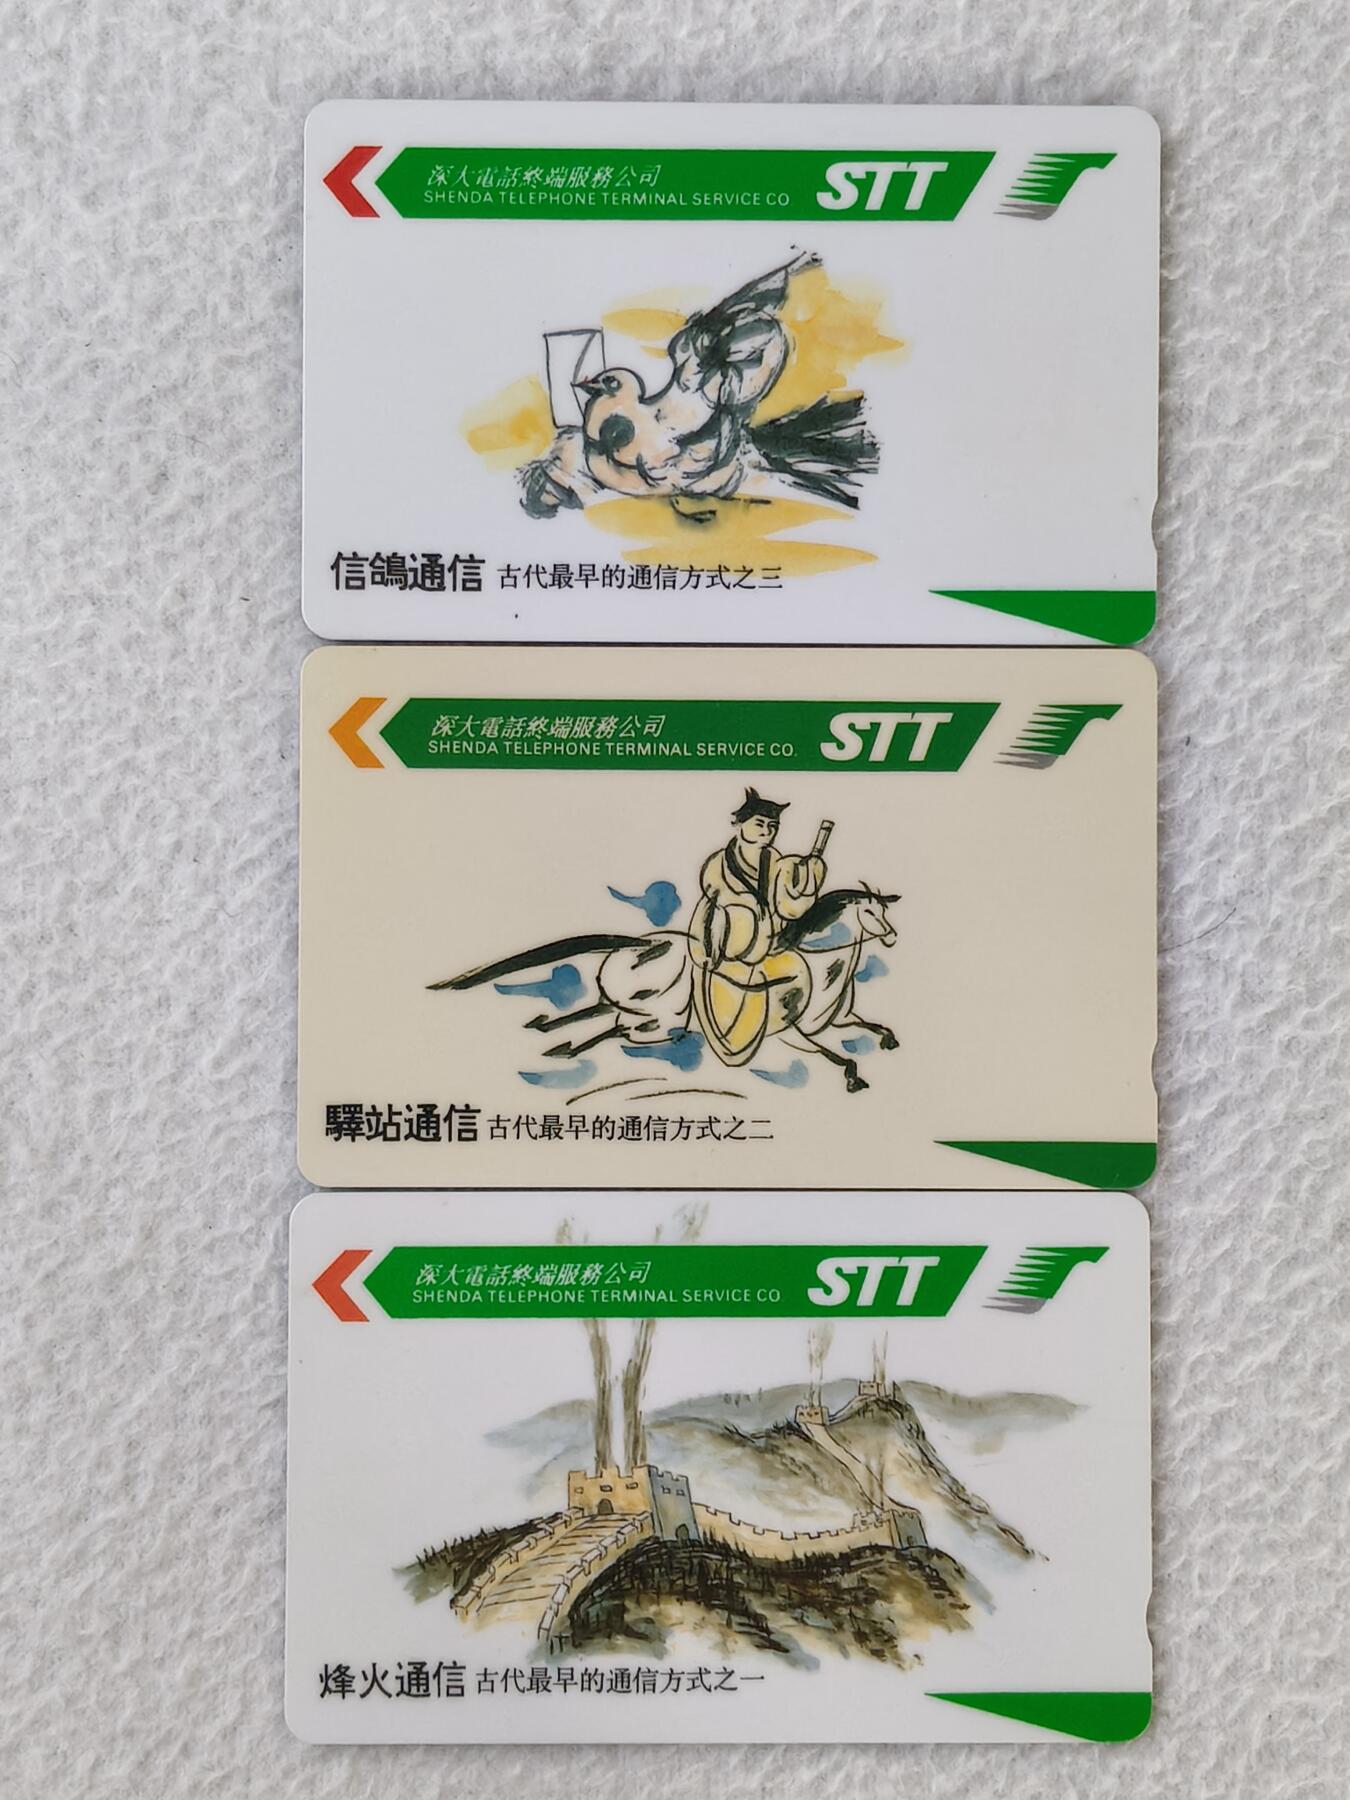 深大電話終端服務公司
SHENDA TELEPHONE TERMINAL SERVICE CO
STT
信鴿通信 古代最早的通信方式之三
深大電話終端服務公司
SHENDA TELEPHONE TERMINAL SERVICE CO.
STT
驛站通信 古代最早的通信方式之二
深大電話終端服務公司
SHENDA TELEPHONE TERMINAL SERVICE CO
STT
烽火通信 古代最早的通信方式之一